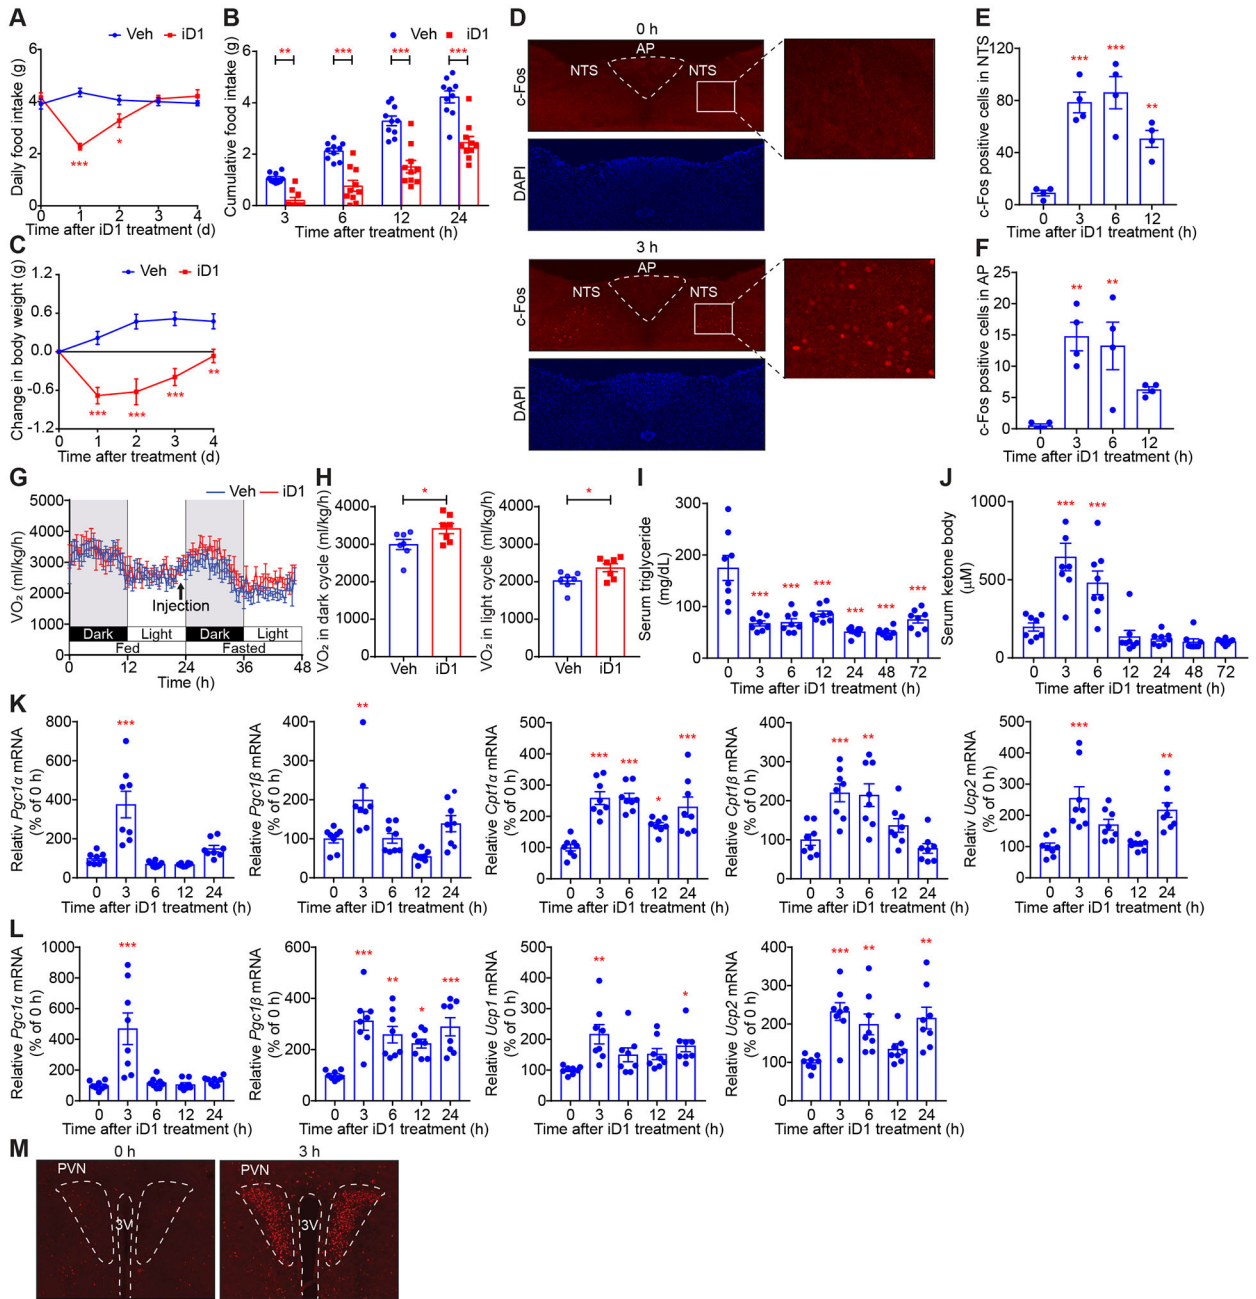 A
Veh iD1
Daily food intake (g)
6
4
2
0
0 1 2 3 4
***
*
Time after iD1 treatment (d)
B
Veh iD1
Cumulative food intake (g)
6
4
2
0
** *** *** ***
3 6 12 24
Time after treatment (h)
C
Veh iD1
Change in body weight (g)
1.2
0.6
0.0
-0.6
-1.2
*** *** *** **
0 1 2 3 4
Time after treatment (d)
D
0 h
c-Fos
AP
NTS NTS
DAPI
3 h
c-Fos
AP
NTS NTS
DAPI
E
c-Fos positive cells in NTS
120
80
40
0
*** *** **
0 3 6 12
Time after iD1 treatment (h)
F
c-Fos positive cells in AP
25
20
15
10
5
0
** **
0 3 6 12
Time after iD1 treatment (h)
G
Veh iD1
VO₂ (ml/kg/h)
5000
4000
3000
2000
1000
0
Injection
Dark Light Dark Light
Fed Fasted
0 12 24 36 48
Time (h)
H
VO₂ in dark cycle (ml/kg/h)
4000
3000
2000
1000
0
*
Veh iD1
VO₂ in light cycle (ml/kg/h)
4000
3000
2000
1000
0
*
Veh iD1
I
Serum triglyceride
(mg/dL)
300
200
100
0
*** *** *** *** *** ***
0 3 6 12 24 48 72
Time after iD1 treatment (h)
J
Serum ketone body
(µM)
1000
500
0
*** ***
0 3 6 12 24 48 72
Time after iD1 treatment (h)
K
Relativ Pgc1α mRNA
(% of 0 h)
800
600
400
200
0
***
0 3 6 12 24
Time after iD1 treatment (h)
Relativ Pgc1β mRNA
(% of 0 h)
400
300
200
100
0
**
0 3 6 12 24
Time after iD1 treatment (h)
Relativ Cpt1α mRNA
(% of 0 h)
500
400
300
200
100
0
*** *** * ***
0 3 6 12 24
Time after iD1 treatment (h)
Relativ Cpt1β mRNA
(% of 0 h)
400
300
200
100
0
*** **
0 3 6 12 24
Time after iD1 treatment (h)
Relativ Ucp2 mRNA
(% of 0 h)
500
400
300
200
100
0
*** **
0 3 6 12 24
Time after iD1 treatment (h)
L
Relative Pgc1α mRNA
(% of 0 h)
1000
800
600
400
200
0
***
0 3 6 12 24
Time after iD1 treatment (h)
Relative Pgc1β mRNA
(% of 0 h)
600
400
200
0
*** ** * ***
0 3 6 12 24
Time after iD1 treatment (h)
Relative Ucp1 mRNA
(% of 0 h)
500
400
300
200
100
0
** *
0 3 6 12 24
Time after iD1 treatment (h)
Relative Ucp2 mRNA
(% of 0 h)
400
300
200
100
0
*** ** **
0 3 6 12 24
Time after iD1 treatment (h)
M
0 h 3 h
PVN PVN
3V 3V